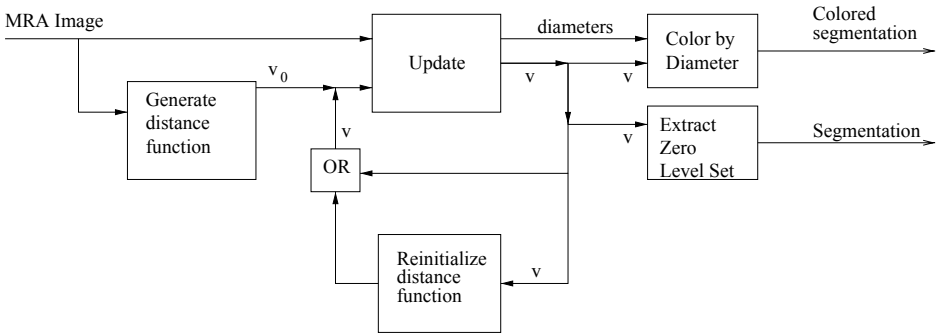 MRA Image
diameters
Colored
segmentation
Update
Color by
Diameter
v
v
v₀
Generate
distance
function
v
OR
v
Extract
Zero
Level Set
Segmentation
Reinitialize
distance
function
v